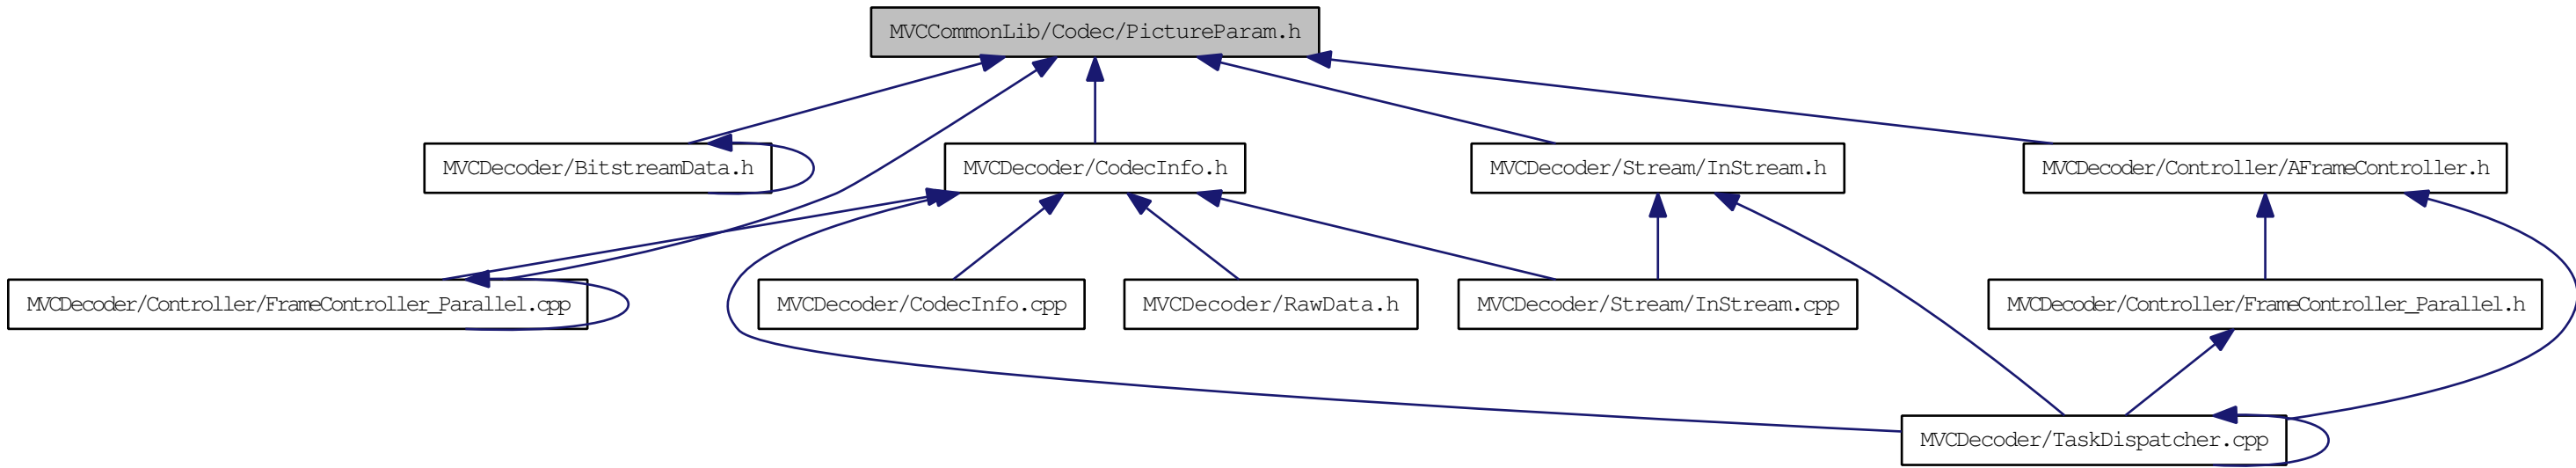 MVCCommonLib/Codec/PictureParam.h
MVCDecoder/BitstreamData.h
MVCDecoder/CodecInfo.h
MVCDecoder/Stream/InStream.h
MVCDecoder/Controller/AFrameController.h
MVCDecoder/Controller/FrameController_Parallel.cpp
MVCDecoder/CodecInfo.cpp
MVCDecoder/RawData.h
MVCDecoder/Stream/InStream.cpp
MVCDecoder/Controller/FrameController_Parallel.h
MVCDecoder/TaskDispatcher.cpp